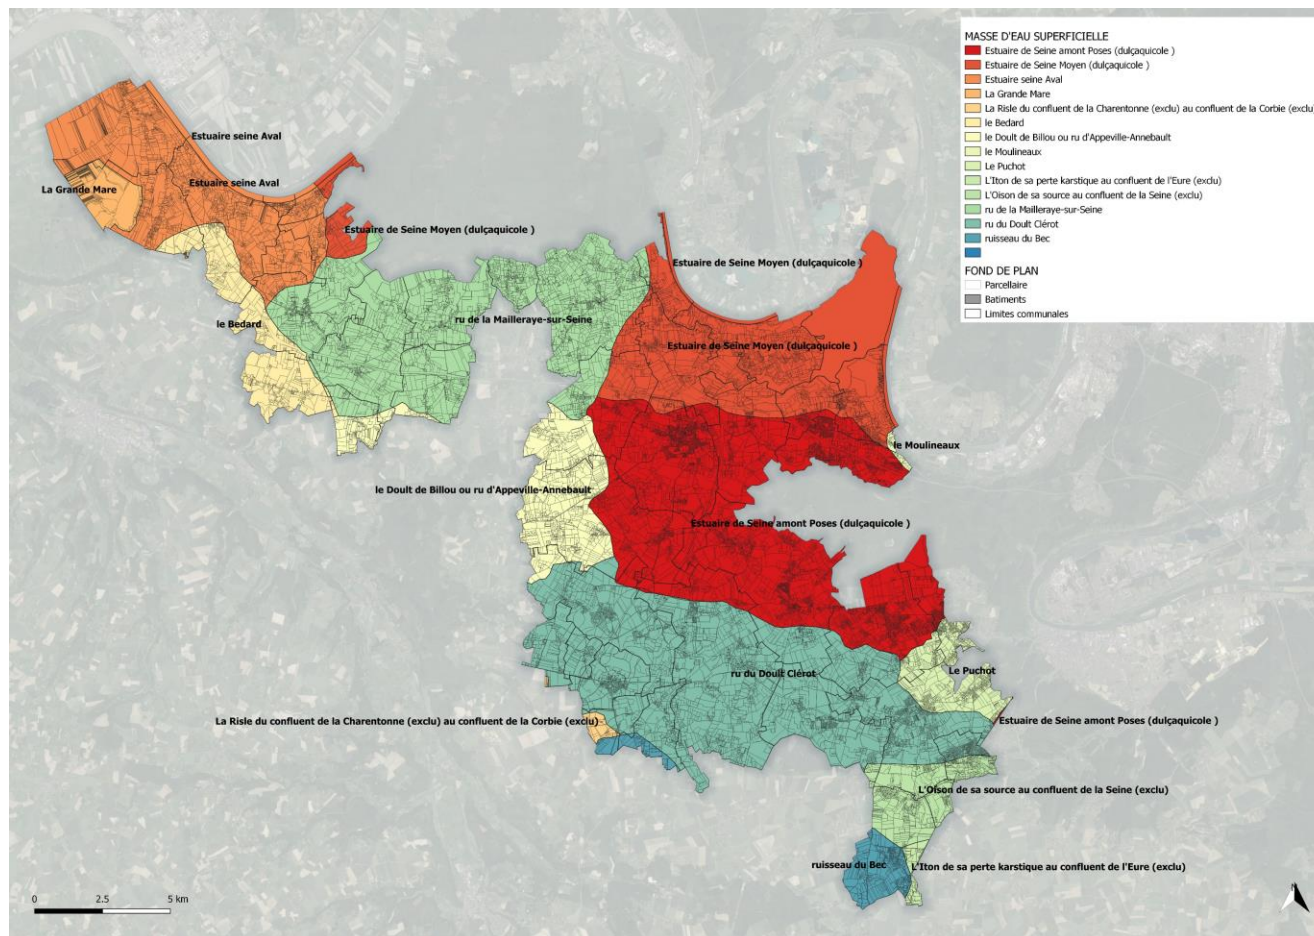 MASSE D'EAU SUPERFICIELLE
Estuaire de Seine amont Poses (dulçaquicole )
Estuaire de Seine Moyen (dulçaquicole )
Estuaire seine Aval
La Grande Mare
La Risle du confluent de la Charentonne (exclu) au confluent de la Corbie (exclu)
le Bedard
le Doult de Billou ou ru d'Appeville-Annebault
le Moulineaux
Le Puchot
L'Iton de sa perte karstique au confluent de l'Eure (exclu)
L'Oison de sa source au confluent de la Seine (exclu)
ru de la Mailleraye-sur-Seine
ru du Doult Clérot
ruisseau du Bec
FOND DE PLAN
Parcellaire
Batiments
Limites communales
Estuaire seine Aval
Estuaire seine Aval
La Grande Mare
Estuaire de Seine Moyen (dulçaquicole )
Estuaire de Seine Moyen (dulçaquicole )
le Bedard
ru de la Mailleraye-sur-Seine
Estuaire de Seine Moyen (dulçaquicole )
le Moulineaux
le Doult de Billou ou ru d'Appeville-Annebault
Estuaire de Seine amont Poses (dulçaquicole )
ru du Doult Clérot
Le Puchot
La Risle du confluent de la Charentonne (exclu) au confluent de la Corbie (exclu)
Estuaire de Seine amont Poses (dulçaquicole )
L'Oison de sa source au confluent de la Seine (exclu)
ruisseau du Bec
L'Iton de sa perte karstique au confluent de l'Eure (exclu)
0 2.5 5 km
N